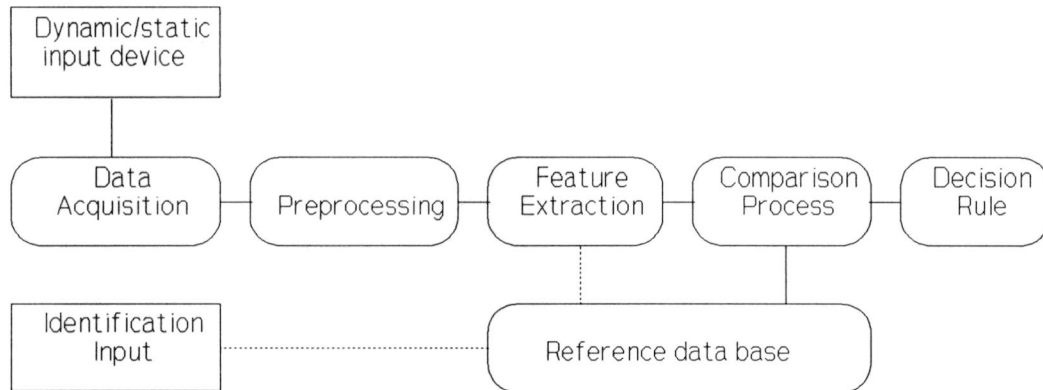 Dynamic/static
input device
Data
Acquisition
Preprocessing
Feature
Extraction
Comparison
Process
Decision
Rule
Identification
Input
Reference data base